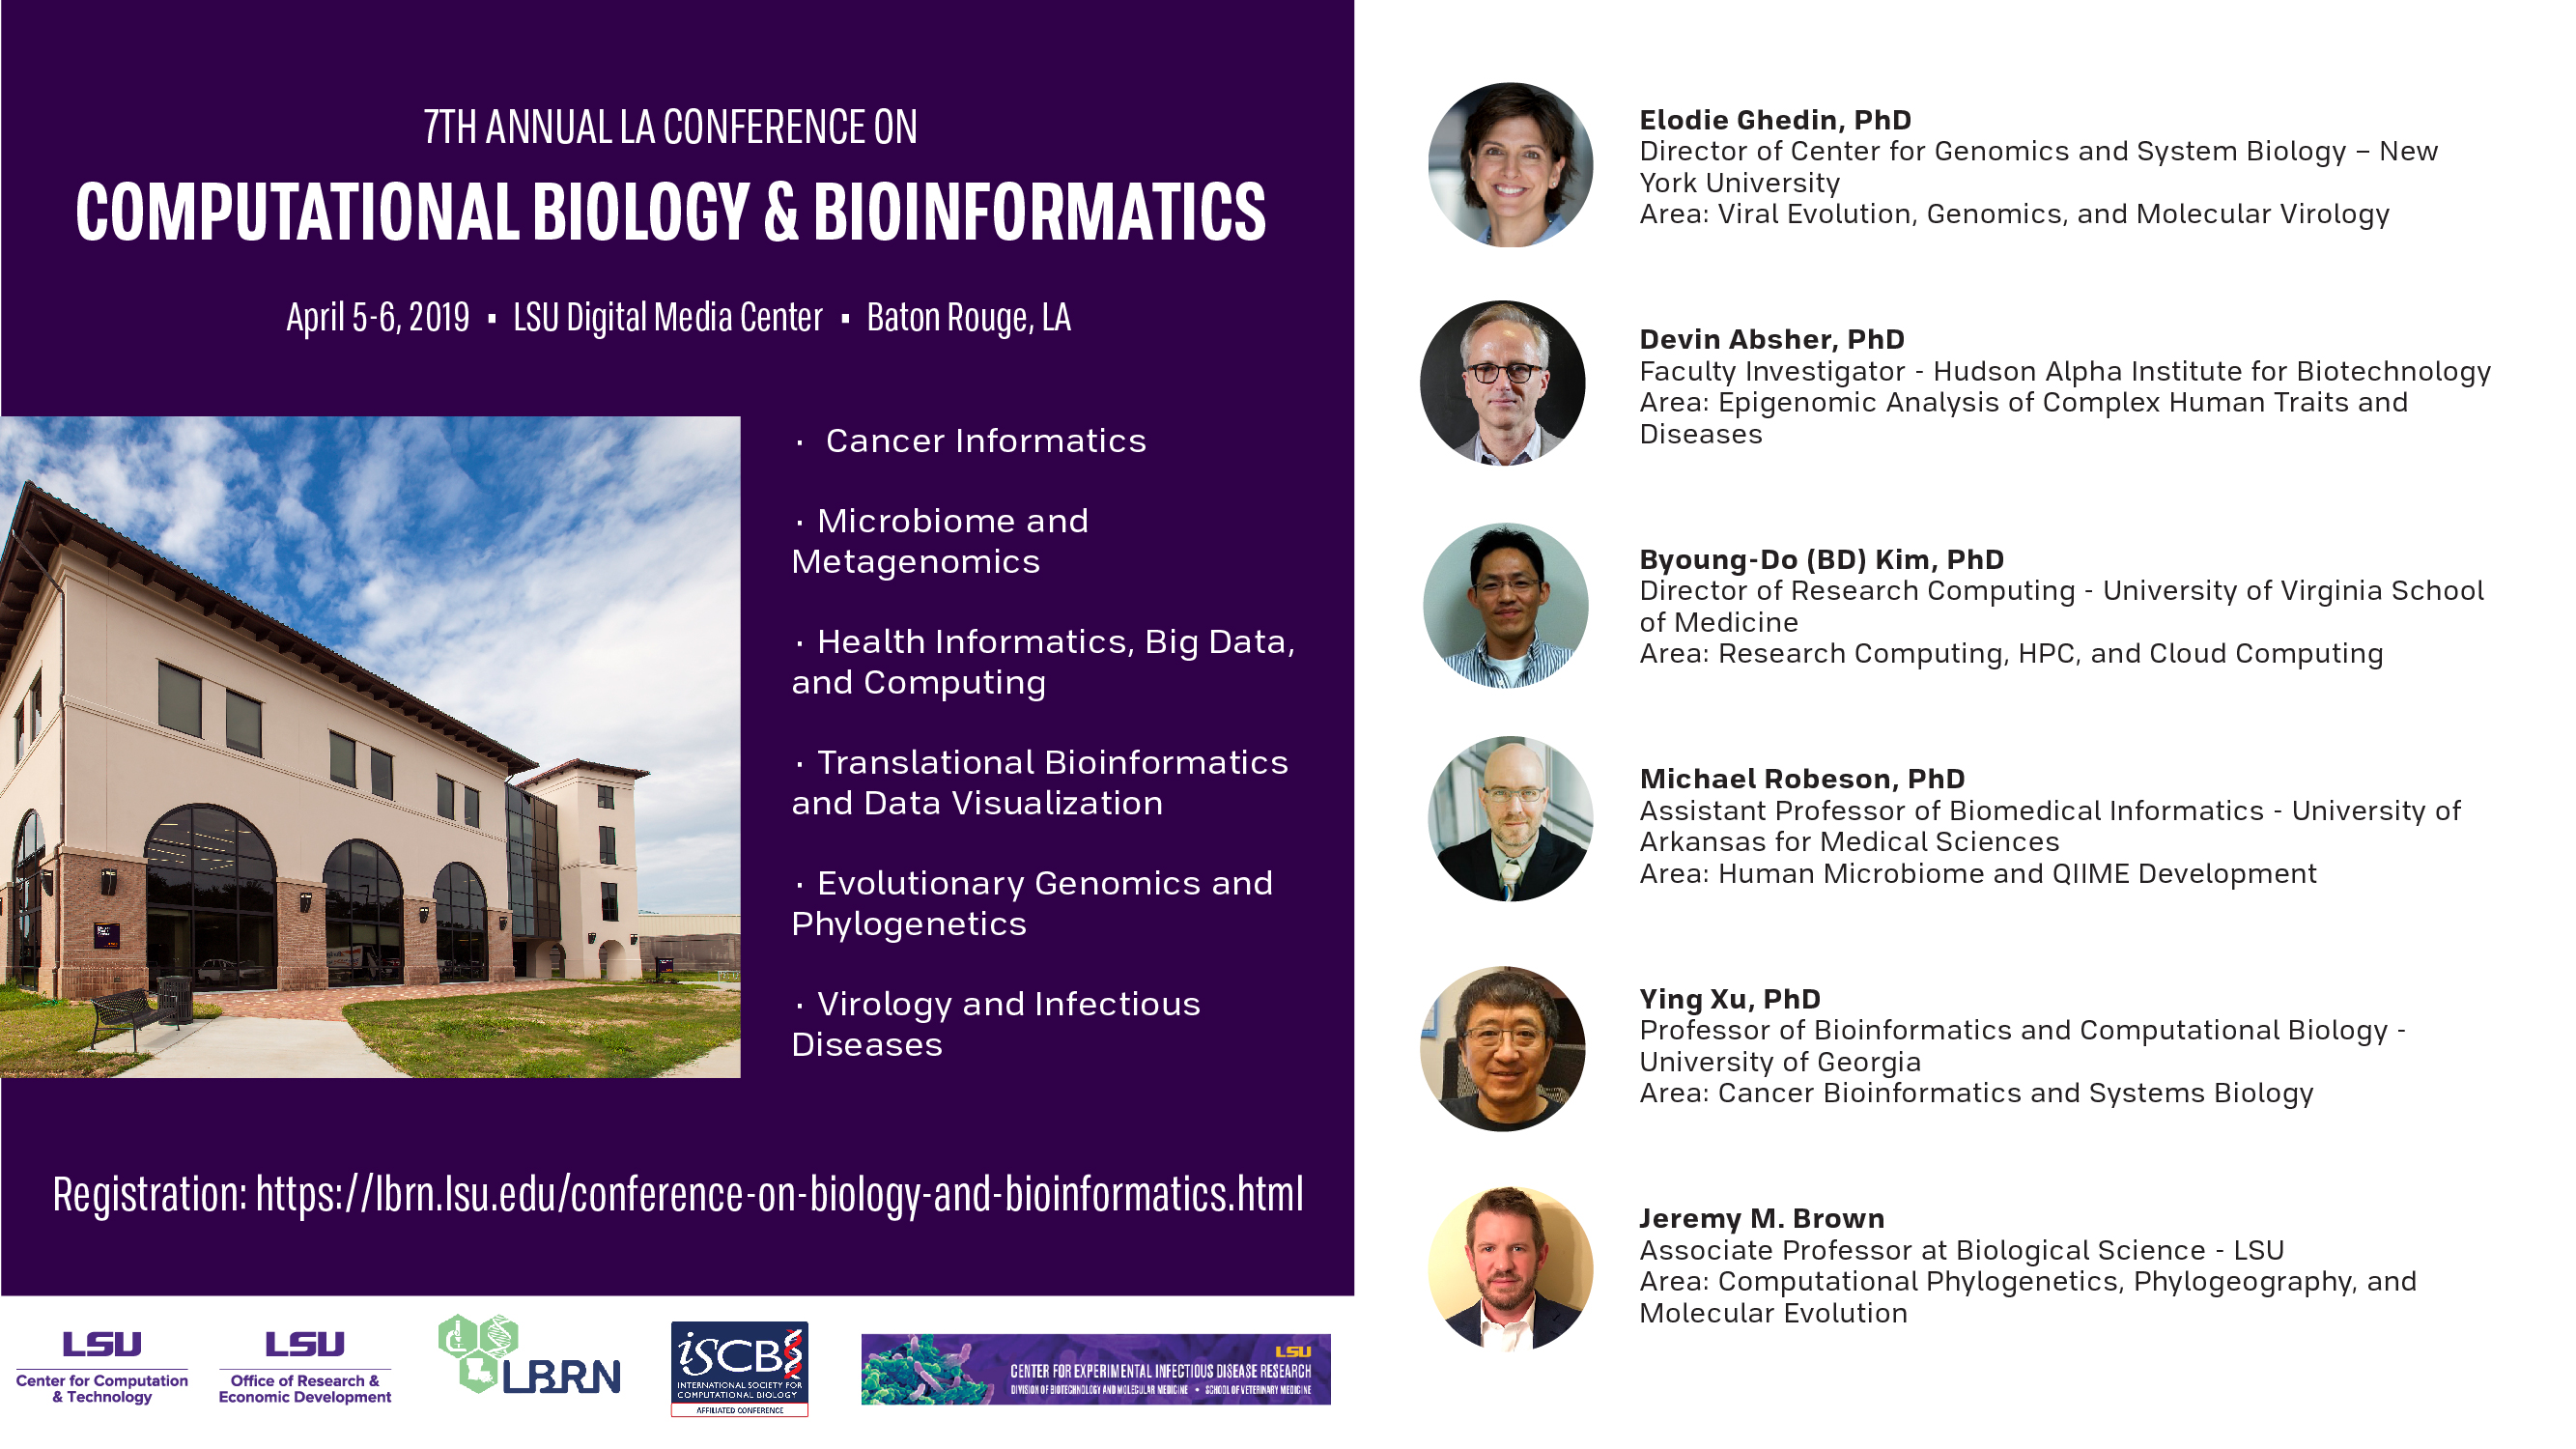 7TH ANNUAL LA CONFERENCE ON
COMPUTATIONAL BIOLOGY & BIOINFORMATICS
April 5-6, 2019 ▪ LSU Digital Media Center ▪ Baton Rouge, LA
· Cancer Informatics
· Microbiome and
Metagenomics
· Health Informatics, Big Data,
and Computing
· Translational Bioinformatics
and Data Visualization
· Evolutionary Genomics and
Phylogenetics
· Virology and Infectious
Diseases
Registration: https://lbrn.lsu.edu/conference-on-biology-and-bioinformatics.html
LSU
Center for Computation
& Technology
LSU
Office of Research &
Economic Development
LBRN
iSCB
INTERNATIONAL SOCIETY FOR
COMPUTATIONAL BIOLOGY
AFFILIATED CONFERENCE
LSU
CENTER FOR EXPERIMENTAL INFECTIOUS DISEASE RESEARCH
DIVISION OF BIOTECHNOLOGY AND MOLECULAR MEDICINE • SCHOOL OF VETERINARY MEDICINE
Elodie Ghedin, PhD
Director of Center for Genomics and System Biology – New
York University
Area: Viral Evolution, Genomics, and Molecular Virology
Devin Absher, PhD
Faculty Investigator - Hudson Alpha Institute for Biotechnology
Area: Epigenomic Analysis of Complex Human Traits and
Diseases
Byoung-Do (BD) Kim, PhD
Director of Research Computing - University of Virginia School
of Medicine
Area: Research Computing, HPC, and Cloud Computing
Michael Robeson, PhD
Assistant Professor of Biomedical Informatics - University of
Arkansas for Medical Sciences
Area: Human Microbiome and QIIME Development
Ying Xu, PhD
Professor of Bioinformatics and Computational Biology -
University of Georgia
Area: Cancer Bioinformatics and Systems Biology
Jeremy M. Brown
Associate Professor at Biological Science - LSU
Area: Computational Phylogenetics, Phylogeography, and
Molecular Evolution